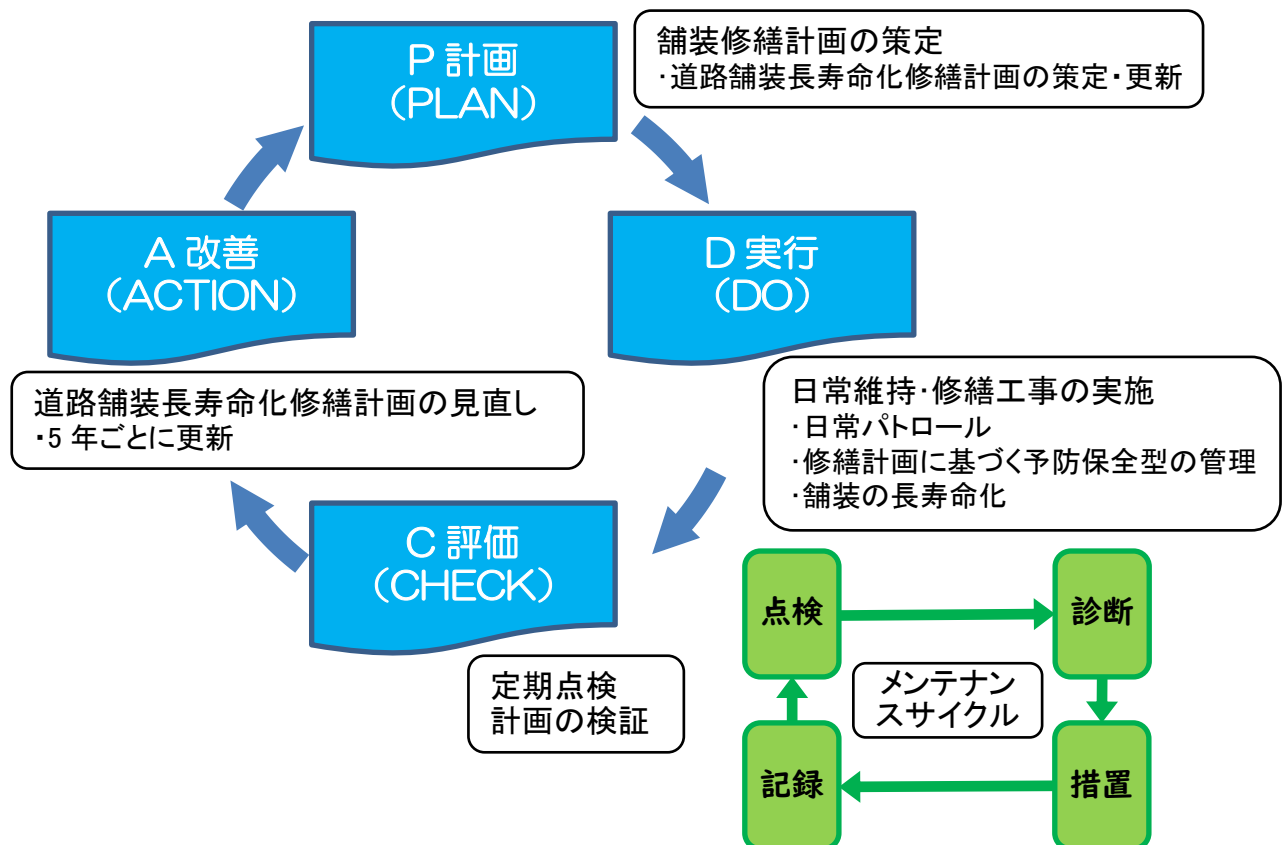 P 計画
(PLAN)
舗装修繕計画の策定
・道路舗装長寿命化修繕計画の策定・更新
A 改善
(ACTION)
D 実行
(DO)
道路舗装長寿命化修繕計画の見直し
・5 年ごとに更新
日常維持・修繕工事の実施
・日常パトロール
・修繕計画に基づく予防保全型の管理
・舗装の長寿命化
C 評価
(CHECK)
定期点検
計画の検証
点検
診断
メンテナン
スサイクル
記録
措置